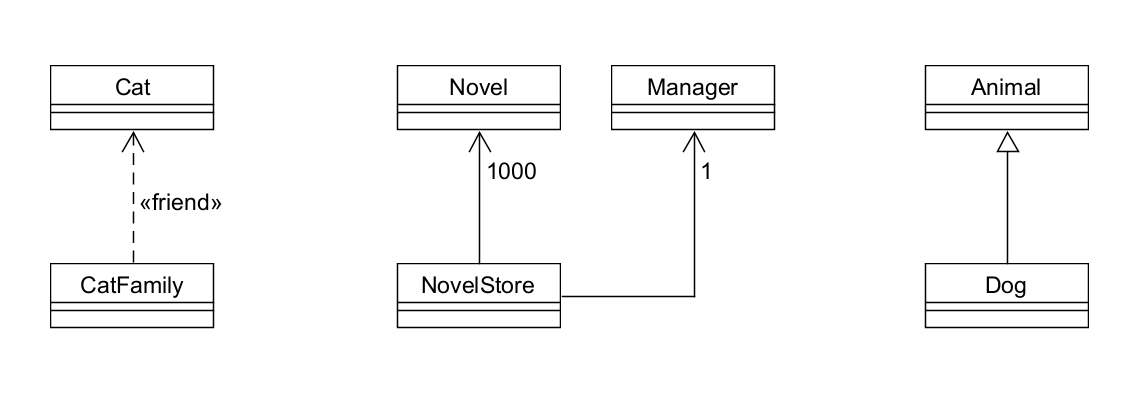 Cat
Novel
Manager
Animal
1000
1
«friend»
CatFamily
NovelStore
Dog